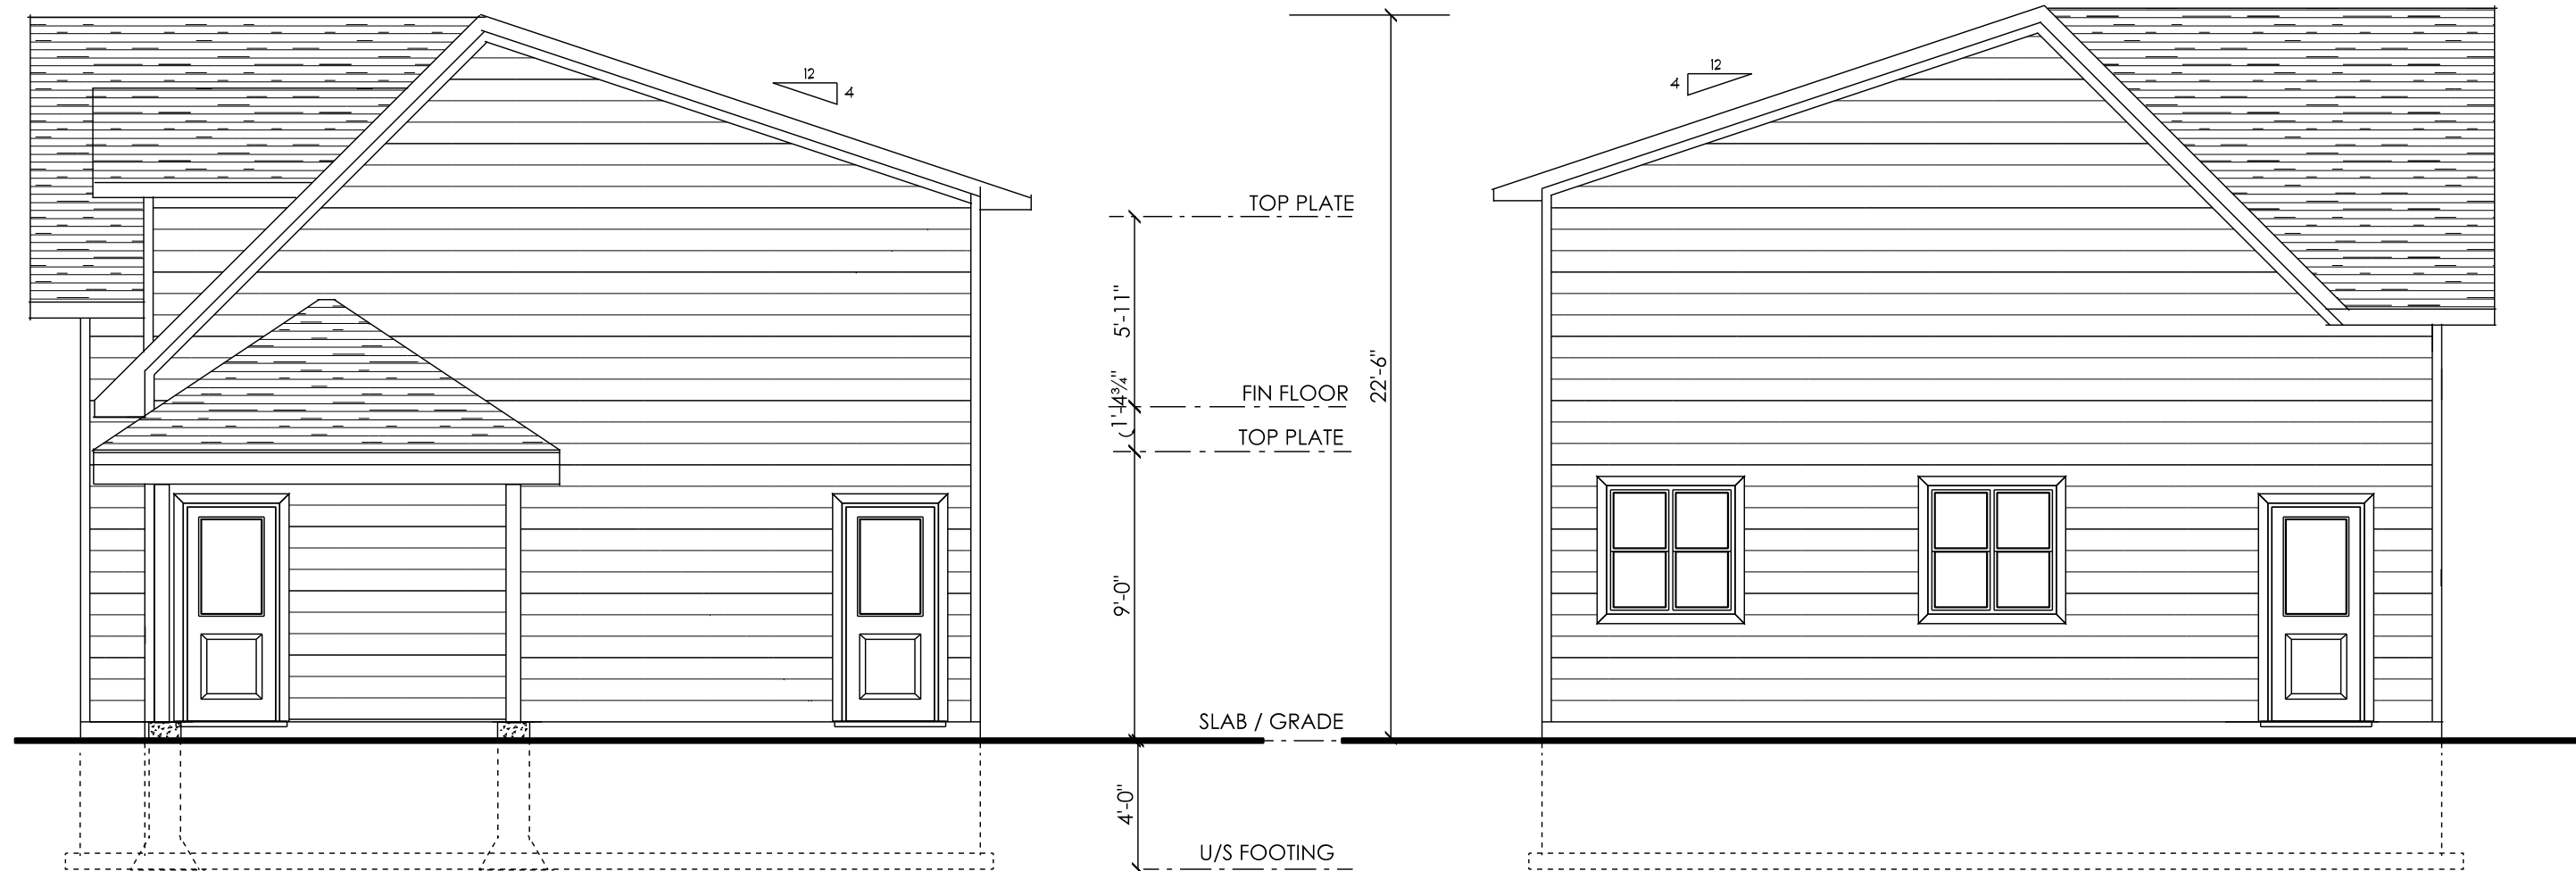 12
4
12
4
TOP PLATE
5'-11"
22'-6"
1'-4¾"
FIN FLOOR
TOP PLATE
9'-0"
SLAB / GRADE
4'-0"
U/S FOOTING